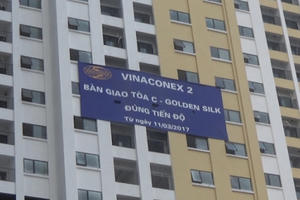 VINACONEX 2
BÀN GIAO TÒA C - GOLDEN SILK
ĐÚNG TIẾN ĐỘ
Từ ngày 11/03/2017